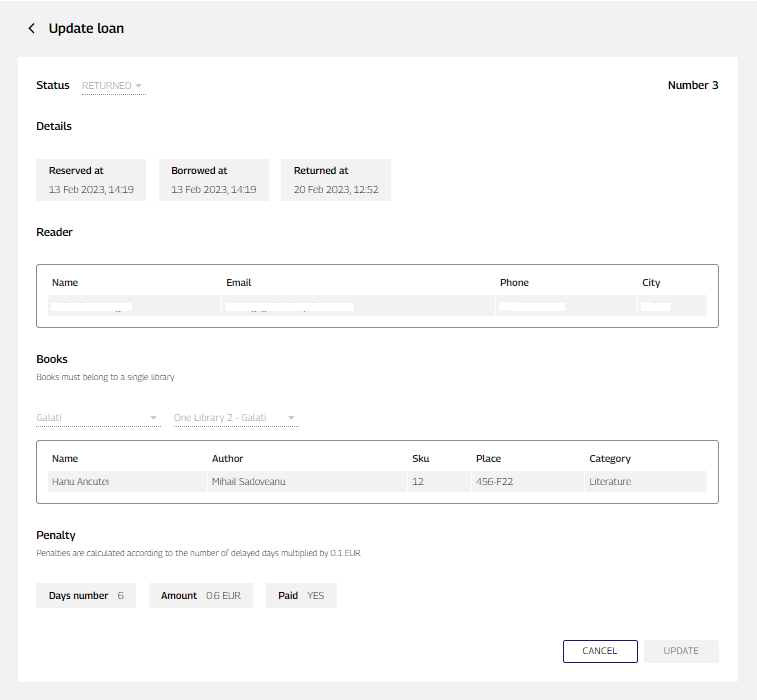 Update loan
Status RETURNED Number 3
Details
Reserved at Borrowed at Returned at
13 Feb 2023, 14:19 13 Feb 2023, 14:19 20 Feb 2023, 12:52
Reader
Name Email Phone City
Books
Books must belong to a single library
Galati One Library 2 - Galati
Name Author Sku Place Category
Hanu Ancutei Mihail Sadoveanu 12 456-F22 Literature
Penalty
Penalties are calculated according to the number of delayed days multiplied by 0.1 EUR
Days number 6 Amount 0.6 EUR Paid YES
CANCEL UPDATE